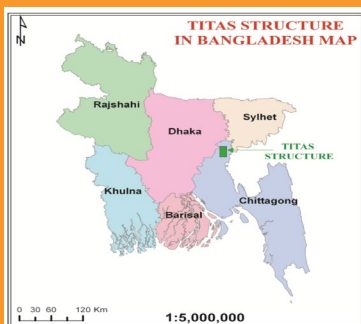 TITAS STRUCTURE
IN BANGLADESH MAP
N
Rajshahi
Dhaka
Sylhet
TITAS
STRUCTURE
Khulna
Chittagong
Barisal
0 30 60 120 Km
1:5,000,000